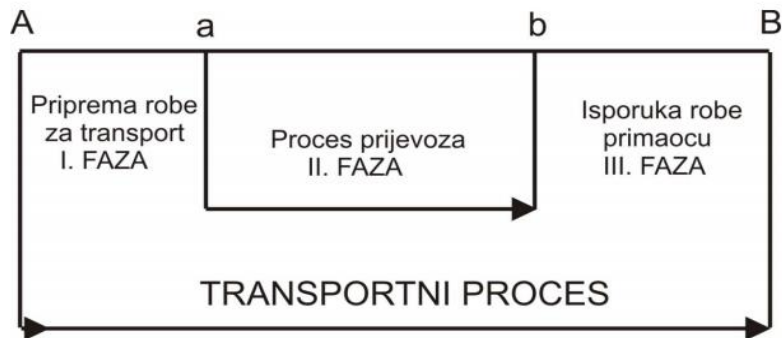 A a b B
Priprema robe
za transport
I. FAZA
Proces prijevoza
II. FAZA
Isporuka robe
primaocu
III. FAZA
TRANSPORTNI PROCES